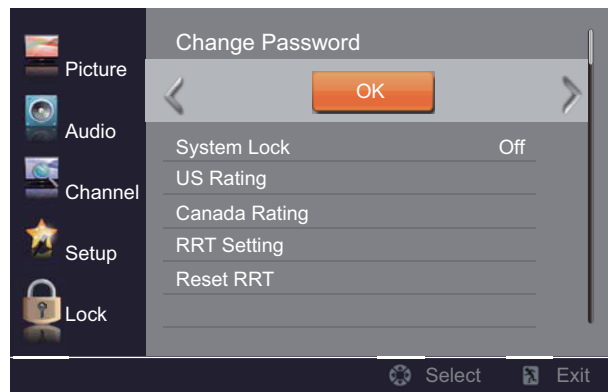 Picture
Audio
Channel
Setup
Lock
Change Password
OK
System Lock Off
US Rating
Canada Rating
RRT Setting
Reset RRT
Select Exit